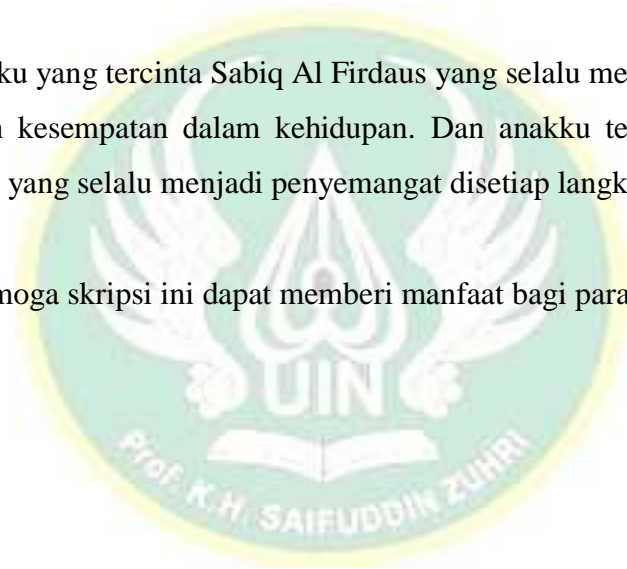 ku yang tercinta Sabiq Al Firdaus yang selalu me
kesempatan dalam kehidupan. Dan anakku te
yang selalu menjadi penyemangat disetiap langk
moga skripsi ini dapat memberi manfaat bagi para
UIN
Prof. K.H. SAIFUDDIN ZUHRI